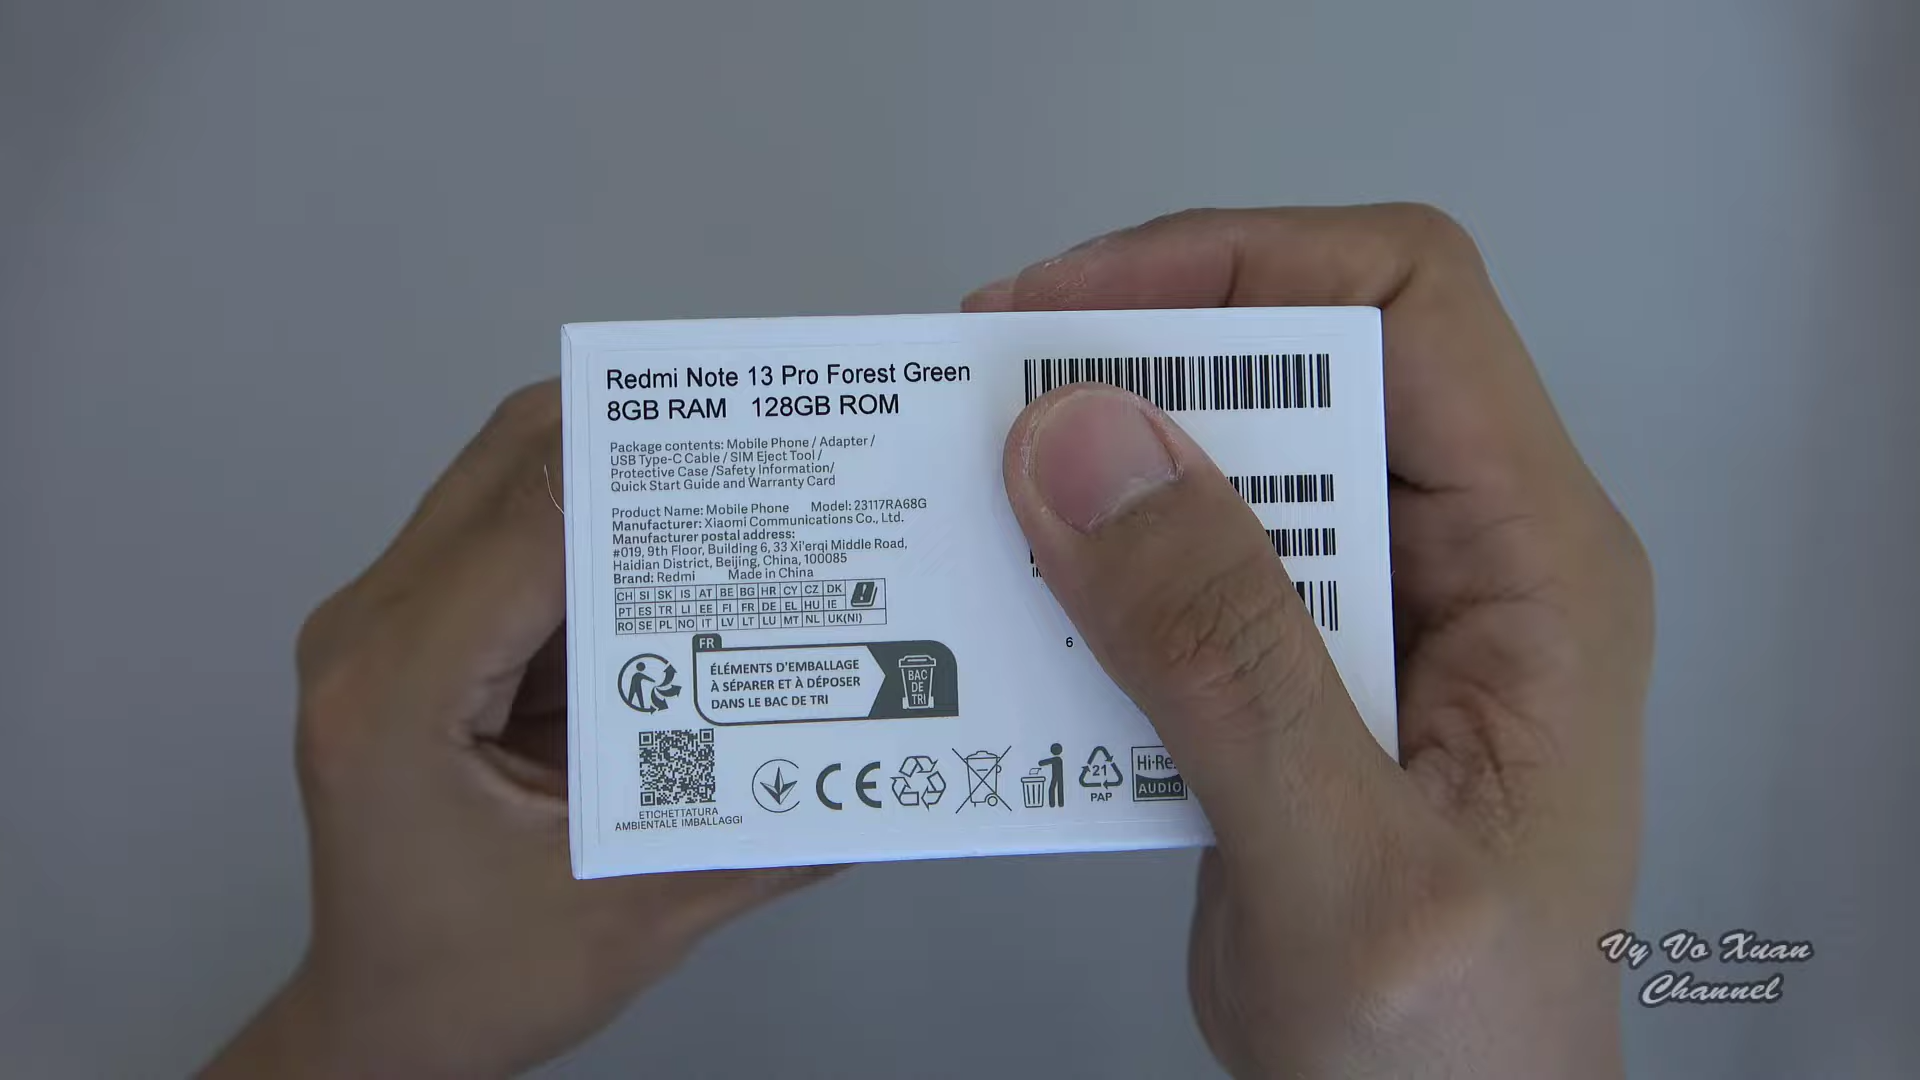 Redmi Note 13 Pro Forest Green
8GB RAM 128GB ROM
Package contents: Mobile Phone / Adapter /
USB Type-C Cable / SIM Eject Tool /
Protective Case /Safety Information/
Quick Start Guide and Warranty Card
Product Name: Mobile Phone Model: 23117RA68G
Manufacturer: Xiaomi Communications Co., Ltd.
Manufacturer postal address:
#019, 9th Floor, Building 6, 33 Xi'erqi Middle Road,
Haidian District, Beijing, China, 100085
Brand: Redmi Made in China
CH SI SK IS AT BE BG HR CY CZ DK
PT ES TR LI EE FI FR DE EL HU IE
RO SE PL NO IT LV LT LU MT NL UK(NI)
FR
ÉLÉMENTS D'EMBALLAGE
À SÉPARER ET À DÉPOSER
DANS LE BAC DE TRI
BAC
DE
TRI
6
ETICHETTATURA
AMBIENTALE IMBALLAGGI
CE
21
PAP
Hi-Res
AUDIO
Vy Vo Xuan
Channel